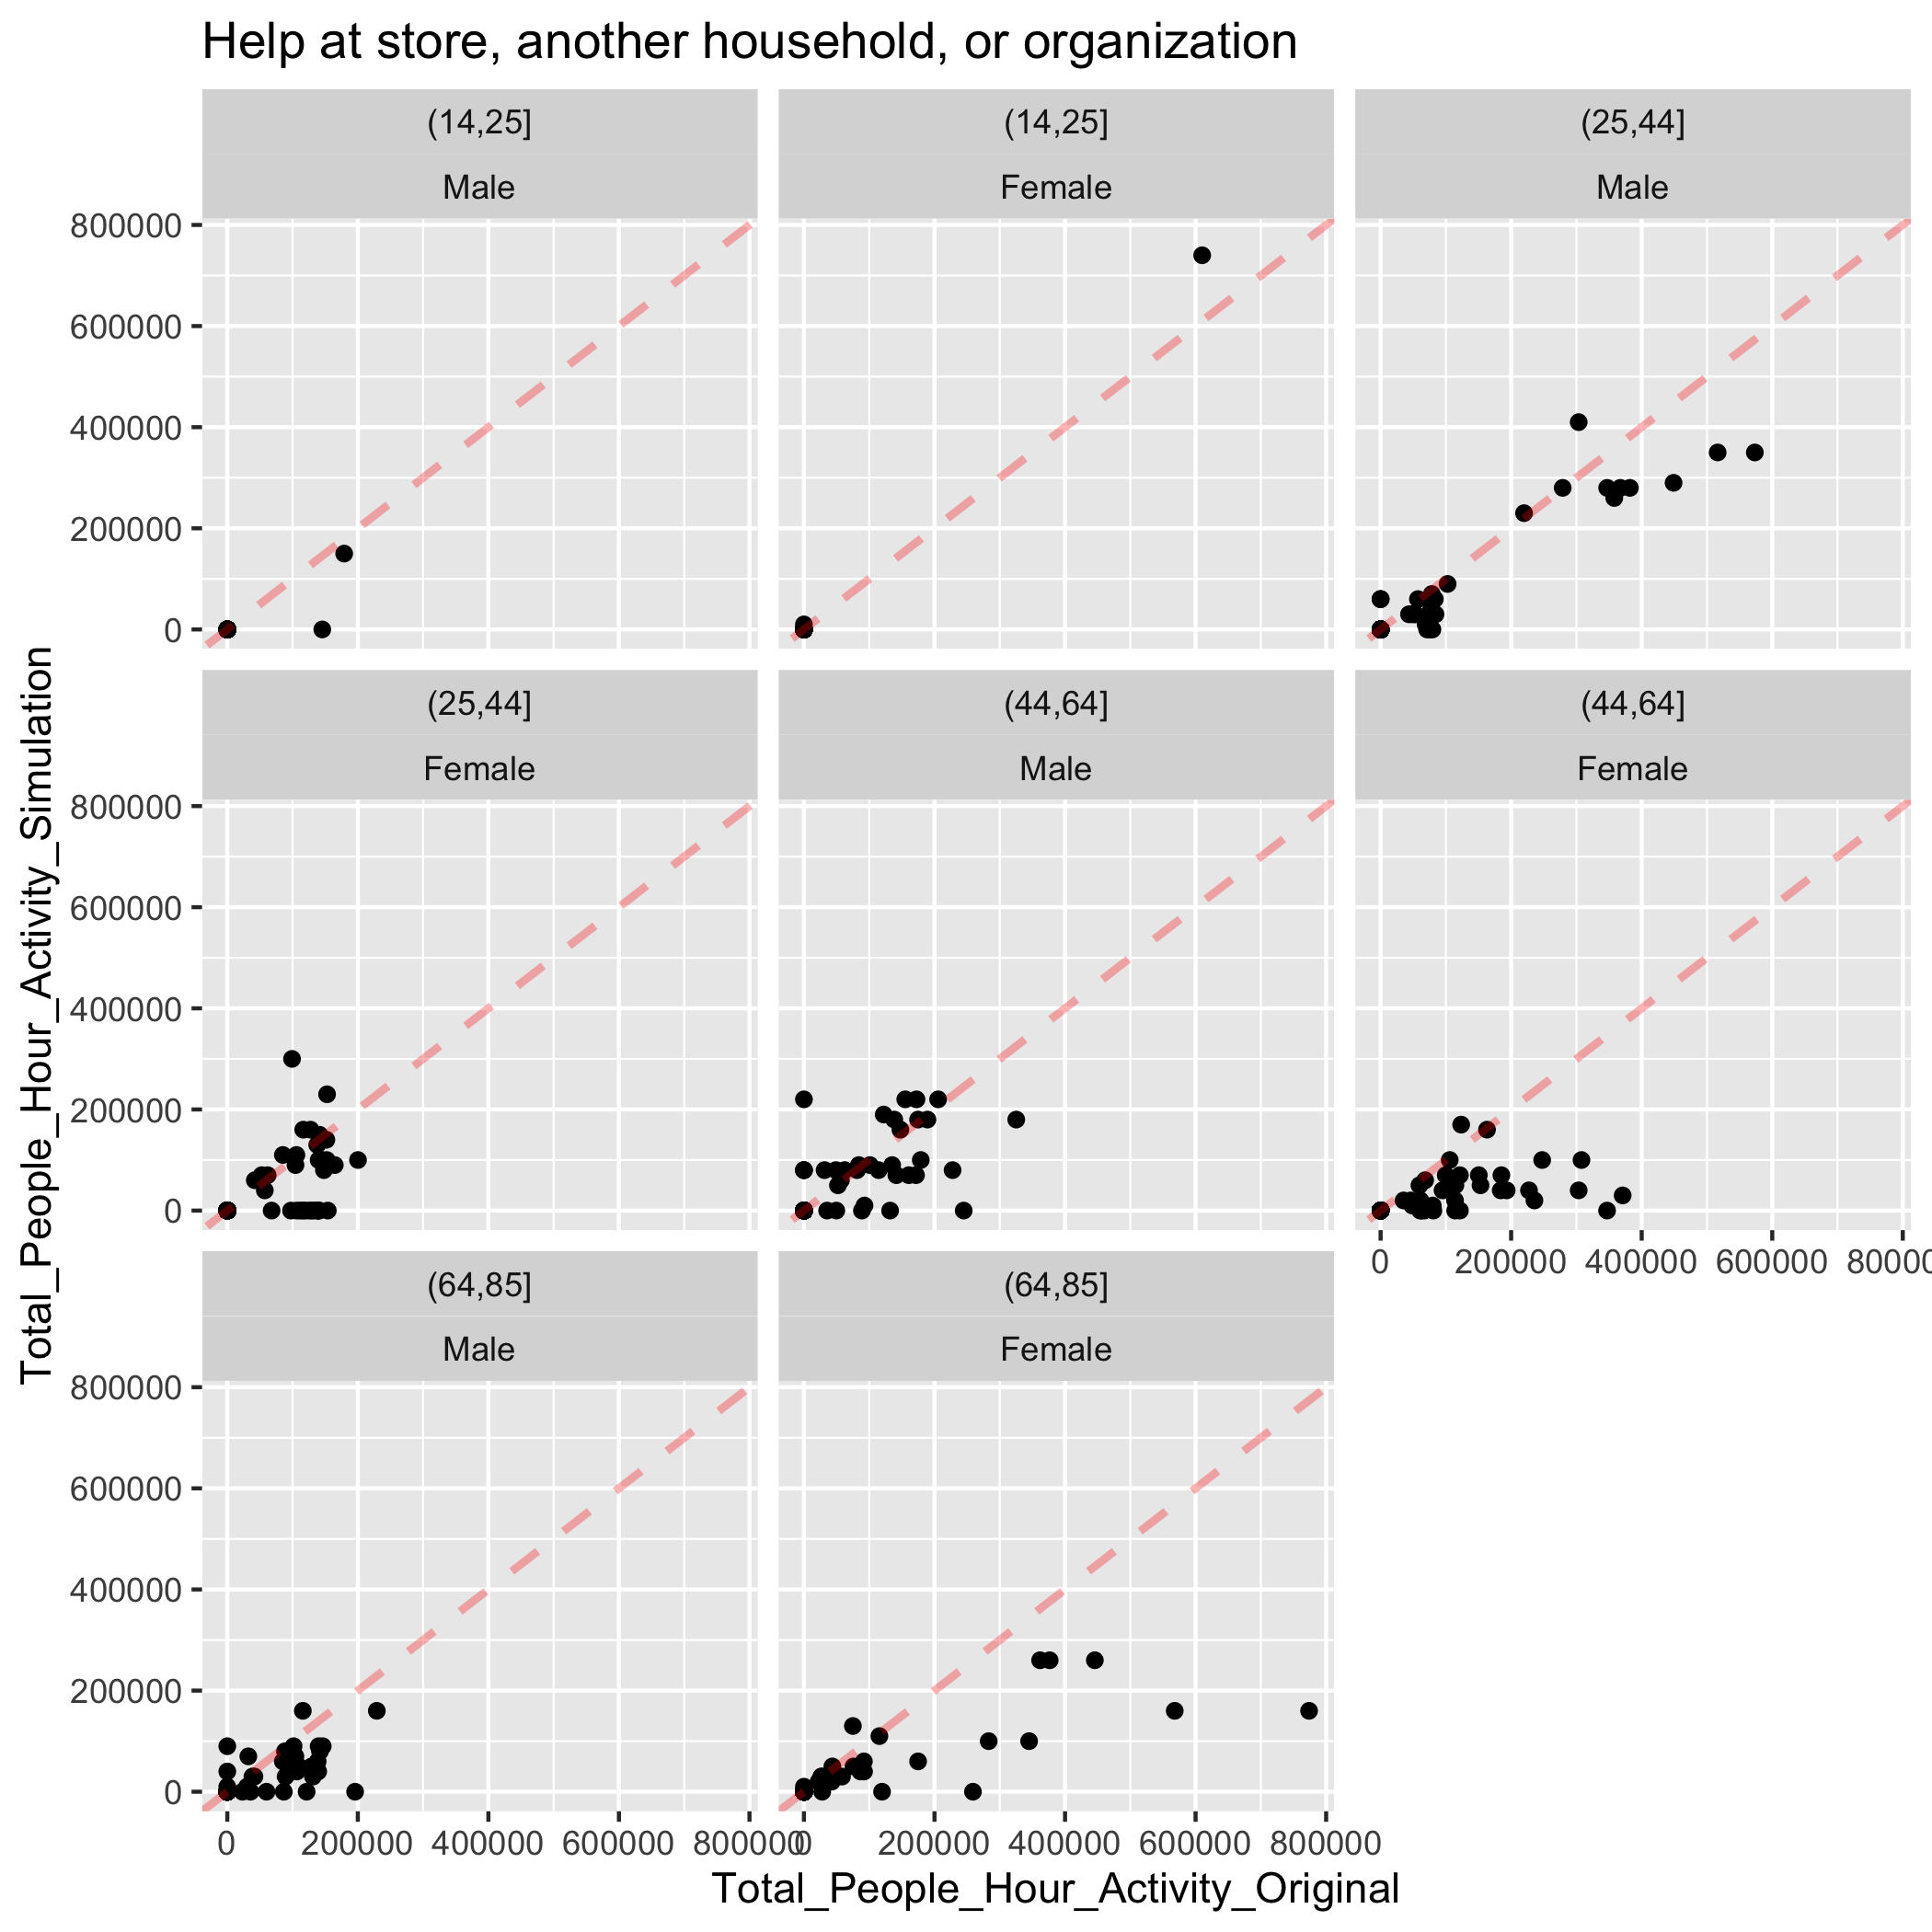 Help at store, another household, or organization
(14,25]
(14,25]
(25,44]
Male
Female
Male
800000
600000
400000
200000
0
(25,44]
(44,64]
(44,64]
Female
Male
Female
800000
600000
400000
200000
0
0 200000 400000 600000 80000
(64,85]
(64,85]
Male
Female
800000
600000
400000
200000
0
0 200000 400000 600000 800000
0 200000 400000 600000 800000
Total_People_Hour_Activity_Original
Total_People_Hour_Activity_Simulation